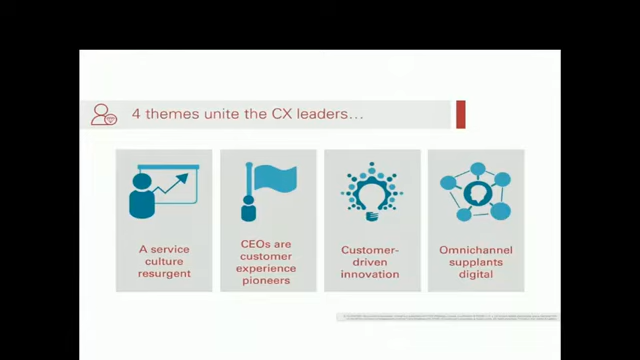 4 themes unite the CX leaders...
A service
culture
resurgent
CEOs are
customer
experience
pioneers
Customer-
driven
innovation
Omnichannel
supplants
digital